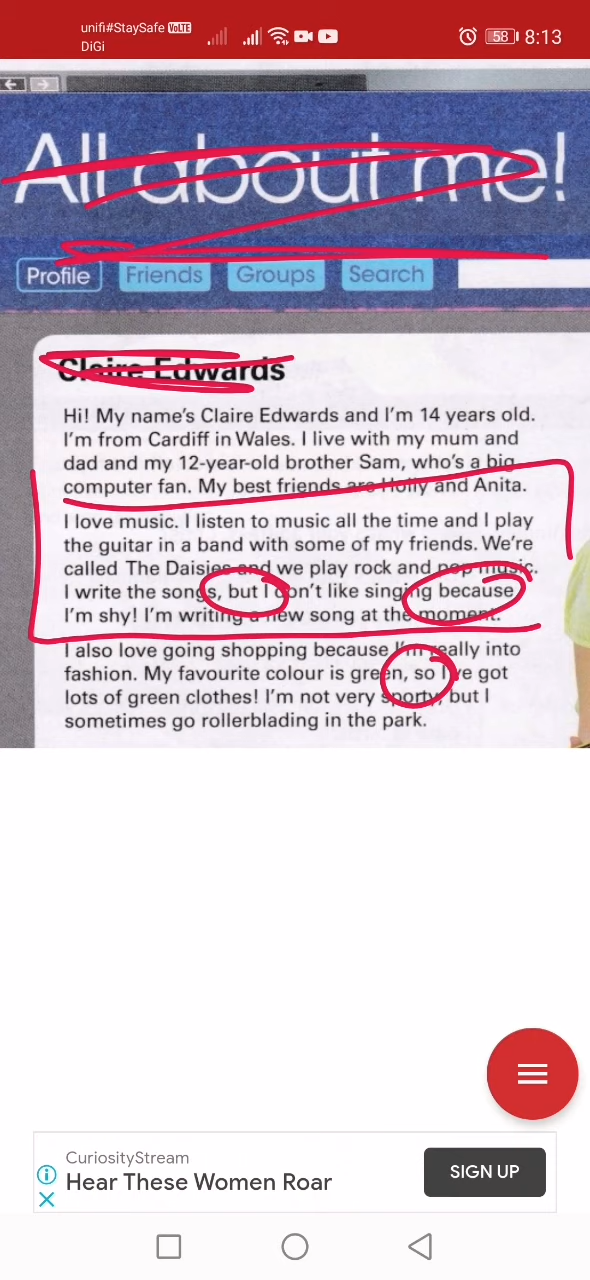 unifi#StaySafe VoLTE
DiGi
58 8:13
All about me!
Profile Friends Groups Search
Claire Edwards
Hi! My name's Claire Edwards and I'm 14 years old.
I'm from Cardiff in Wales. I live with my mum and
dad and my 12-year-old brother Sam, who's a big
computer fan. My best friends are Holly and Anita.
I love music. I listen to music all the time and I play
the guitar in a band with some of my friends. We're
called The Daisies and we play rock and pop music.
I write the songs, but I don't like singing because
I'm shy! I'm writing a new song at the moment.
I also love going shopping because I'm really into
fashion. My favourite colour is green, so I've got
lots of green clothes! I'm not very sporty, but I
sometimes go rollerblading in the park.
CuriosityStream
Hear These Women Roar
SIGN UP